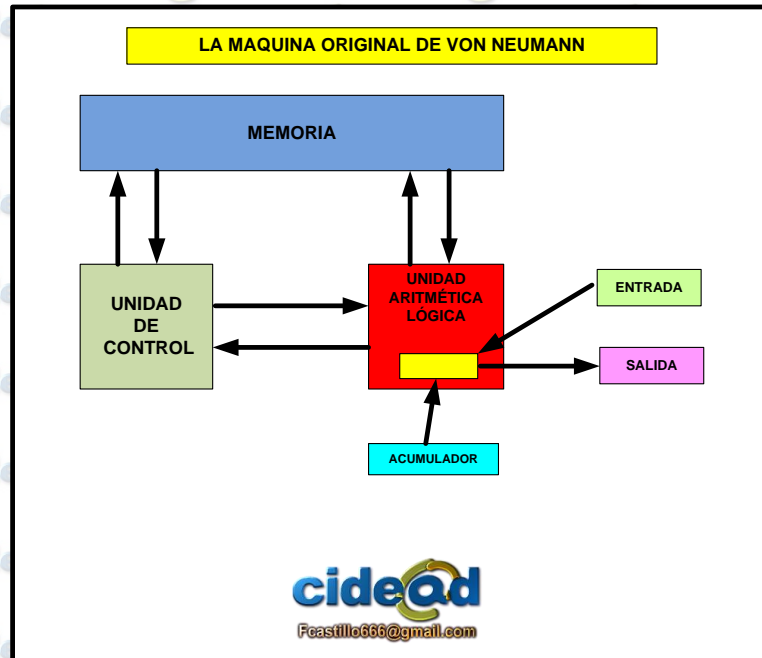 LA MAQUINA ORIGINAL DE VON NEUMANN
MEMORIA
UNIDAD
DE
CONTROL
UNIDAD
ARITMÉTICA
LÓGICA
ENTRADA
SALIDA
ACUMULADOR
cidead
Fcastillo666@gmail.com